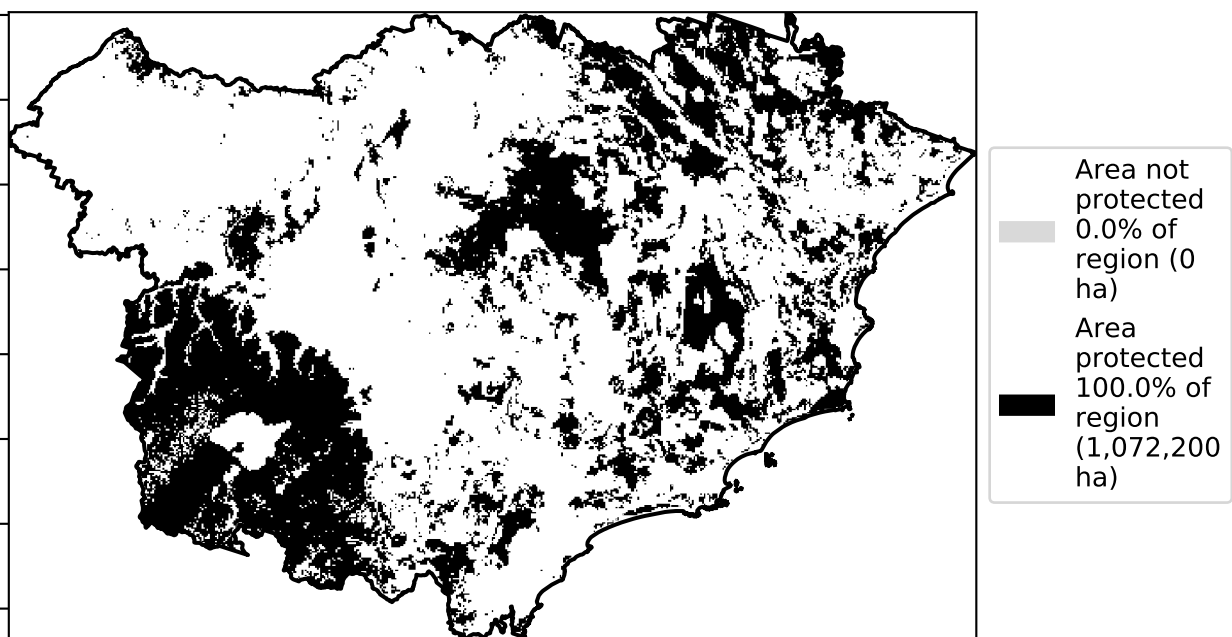 Area not
protected
0.0% of
region (0
ha)
Area
protected
100.0% of
region
(1,072,200
ha)